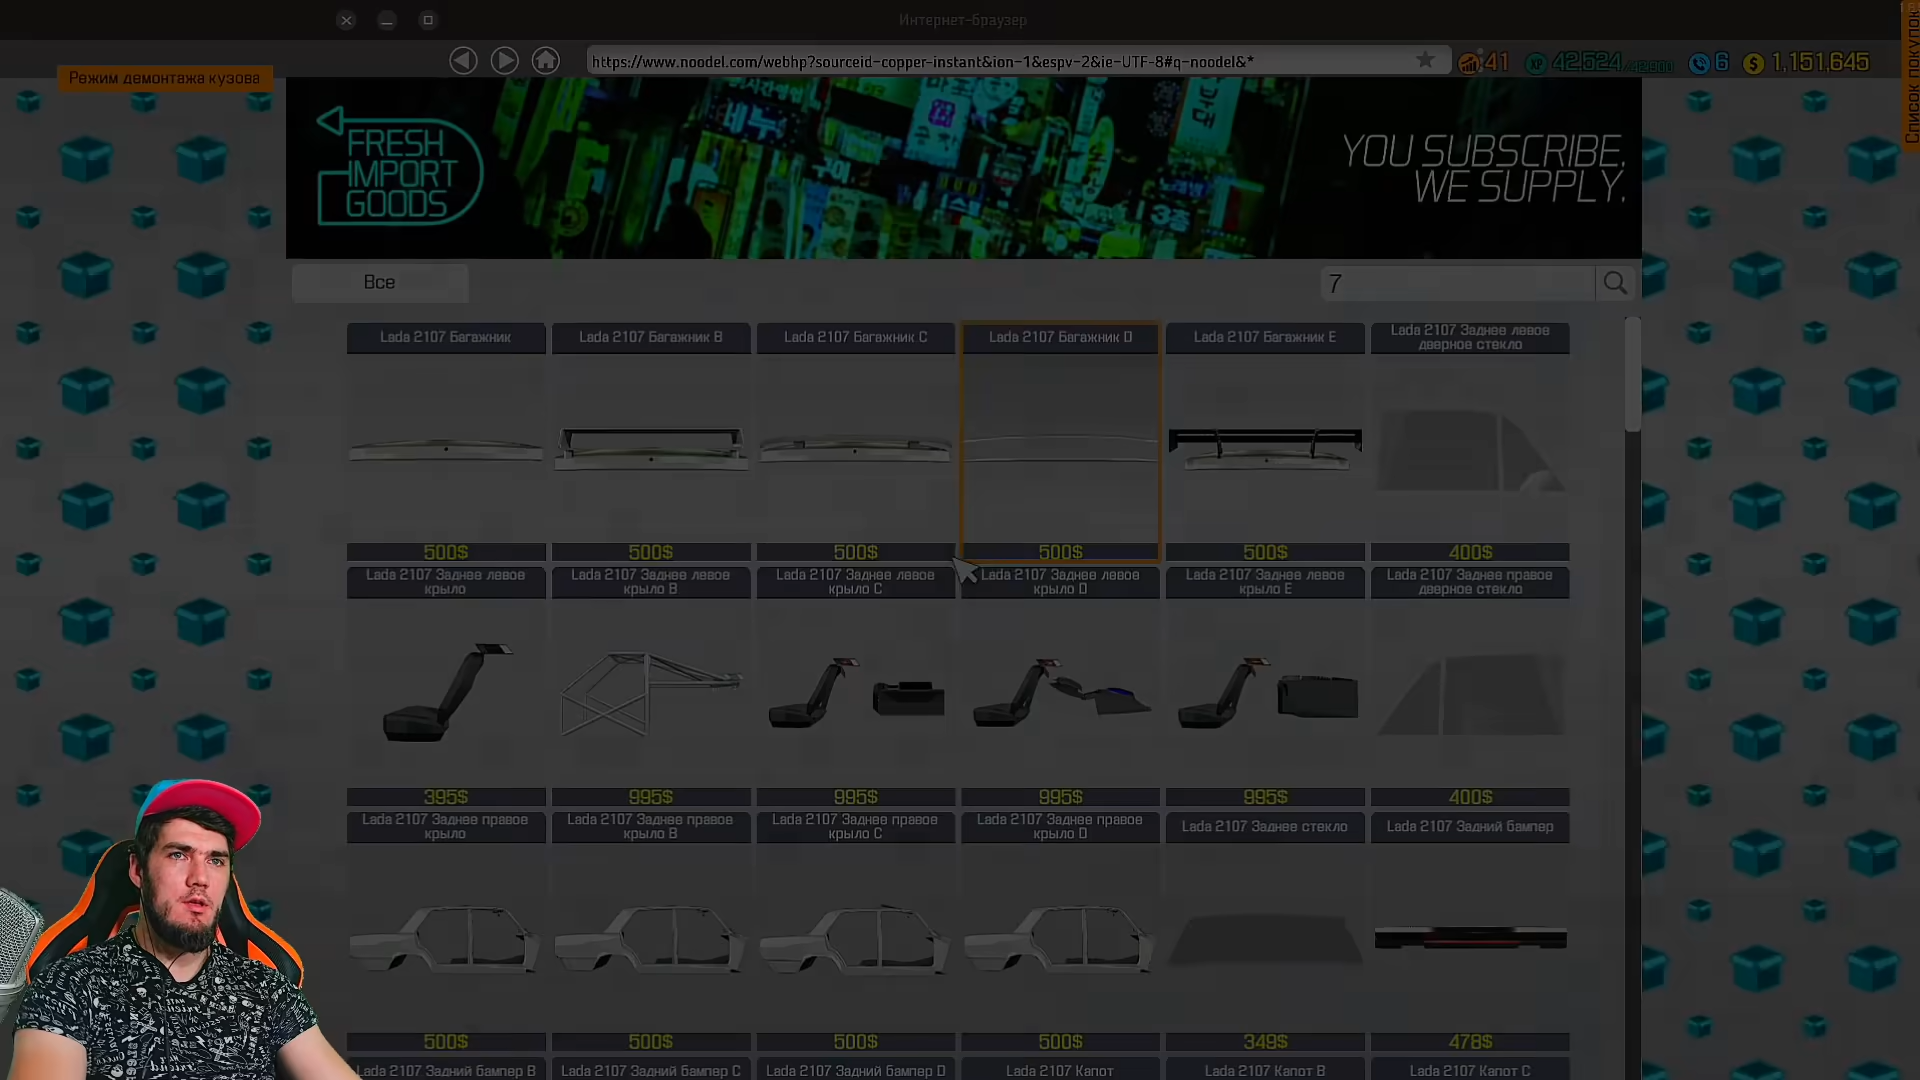 Интернет-браузер
https://www.noodel.com/webhp?sourceid-copper-instant&ion-1&espv-2&ie-UTF-8#q-noodel&*
41
XP 42,524
6
$ 1,151,645
Режим демонтажа кузова
Список покупок
FRESH
IMPORT
GOODS
YOU SUBSCRIBE,
WE SUPPLY.
Все
7
Lada 2107 Багажник
Lada 2107 Багажник B
Lada 2107 Багажник C
Lada 2107 Багажник D
Lada 2107 Багажник E
Lada 2107 Заднее левое
дверное стекло
500$
500$
500$
500$
500$
400$
Lada 2107 Заднее левое
крыло
Lada 2107 Заднее левое
крыло B
Lada 2107 Заднее левое
крыло C
Lada 2107 Заднее левое
крыло D
Lada 2107 Заднее левое
крыло E
Lada 2107 Заднее правое
дверное стекло
395$
995$
995$
995$
995$
400$
Lada 2107 Заднее правое
крыло
Lada 2107 Заднее правое
крыло B
Lada 2107 Заднее правое
крыло C
Lada 2107 Заднее правое
крыло D
Lada 2107 Заднее стекло
Lada 2107 Задний бампер
500$
500$
500$
500$
349$
478$
Lada 2107 Задний бампер B
Lada 2107 Задний бампер C
Lada 2107 Задний бампер D
Lada 2107 Капот
Lada 2107 Капот B
Lada 2107 Капот C